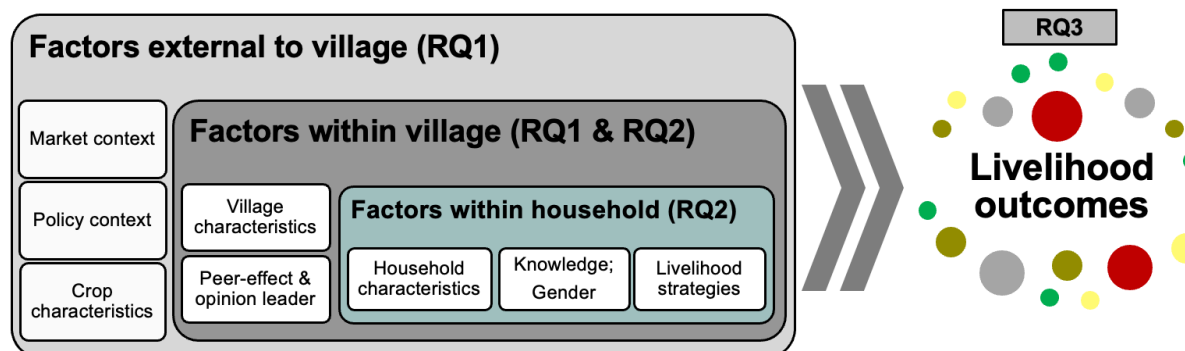 Factors external to village (RQ1)
Market context
Policy context
Crop
characteristics
Factors within village (RQ1 & RQ2)
Village
characteristics
Peer-effect &
opinion leader
Factors within household (RQ2)
Household
characteristics
Knowledge;
Gender
Livelihood
strategies
RQ3
Livelihood
outcomes